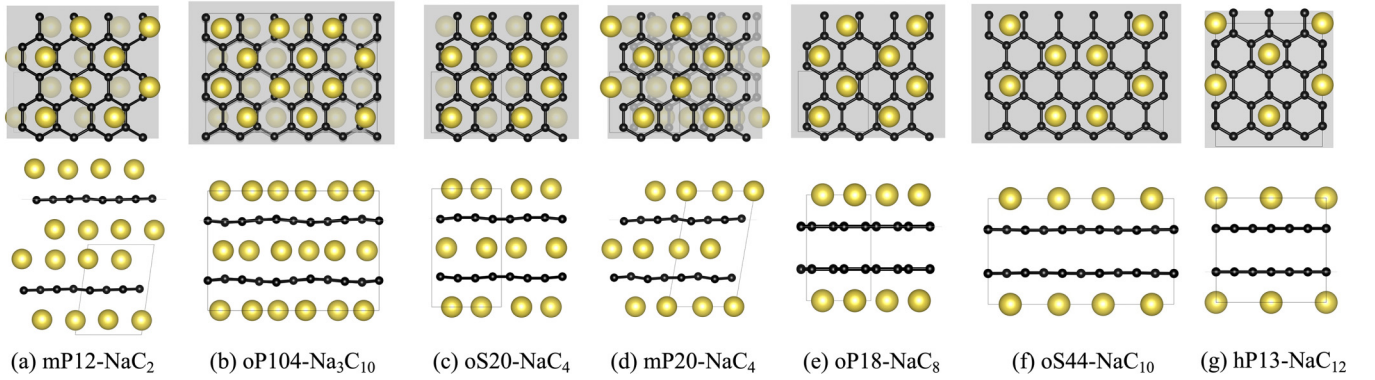 (a) mP12-NaC₂ (b) oP104-Na₃C₁₀ (c) oS20-NaC₄ (d) mP20-NaC₄ (e) oP18-NaC₈ (f) oS44-NaC₁₀ (g) hP13-NaC₁₂